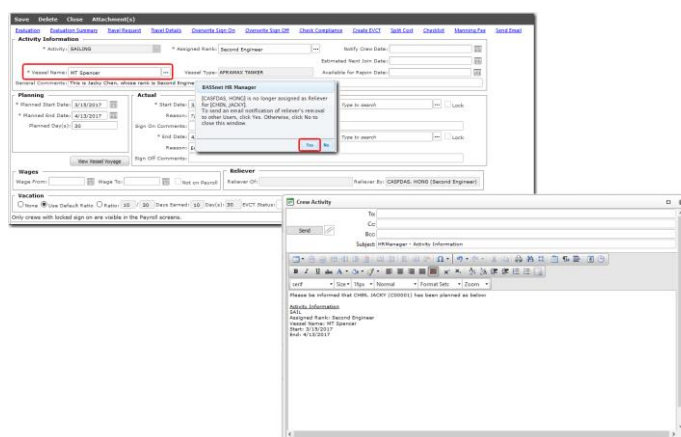 Save Delete Close Attachment(s)
Evaluation Evaluation Summary Travel Request Travel Details Overwrite Sign On Overwrite Sign Off Check Compliance Create EVCT Split Cost Checklist Manning Fee Send Email
Activity Information
* Activity: SAILING
* Assigned Rank: Second Engineer
Notify Crew Date:
Estimated Next Join Date:
* Vessel Name: MT Spencer
Vessel Type: AFRAMAX TANKER
Available for Rejoin Date:
General Comments: This is Jacky Chen, whose rank is Second Engine
Planning
* Planned Start Date: 3/15/2017
* Planned End Date: 4/13/2017
Planned Day(s): 30
View Vessel Voyage
Actual
* Start Date: 3
Reason:
Sign On Comments:
* End Date: 4
Reason:
Sign Off Comments:
Type to search
Lock
Type to search
Lock
BASSnet HR Manager
[CASFDAS, HONG] is no longer assigned as Reliever
for [CHEN, JACKY].
To send an email notification of reliever's removal
to other Users, click Yes. Otherwise, click No to
close this window.
Yes No
Wages
Wage From: Wage To: Not on Payroll
Reliever
Reliever Of: Reliever By: CASFDAS, HONG (Second Engineer)
Vacation
None Use Default Ratio Ratio: 10 / 30 Days Earned: 10 Day(s): 30 EVCT Status:
Only crews with locked sign on are visible in the Payroll screens.
Crew Activity
Send
To:
Cc:
Bcc:
Subject: HRManager - Activity Information
B I U abc
serif Size 16px Normal Format Sets Zoom
Please be informed that CHEN, JACKY (C00001) has been planned as below:
Activity Information
SAIL
Assigned Rank: Second Engineer
Vessel Name: MT Spencer
Start: 3/15/2017
End: 4/13/2017